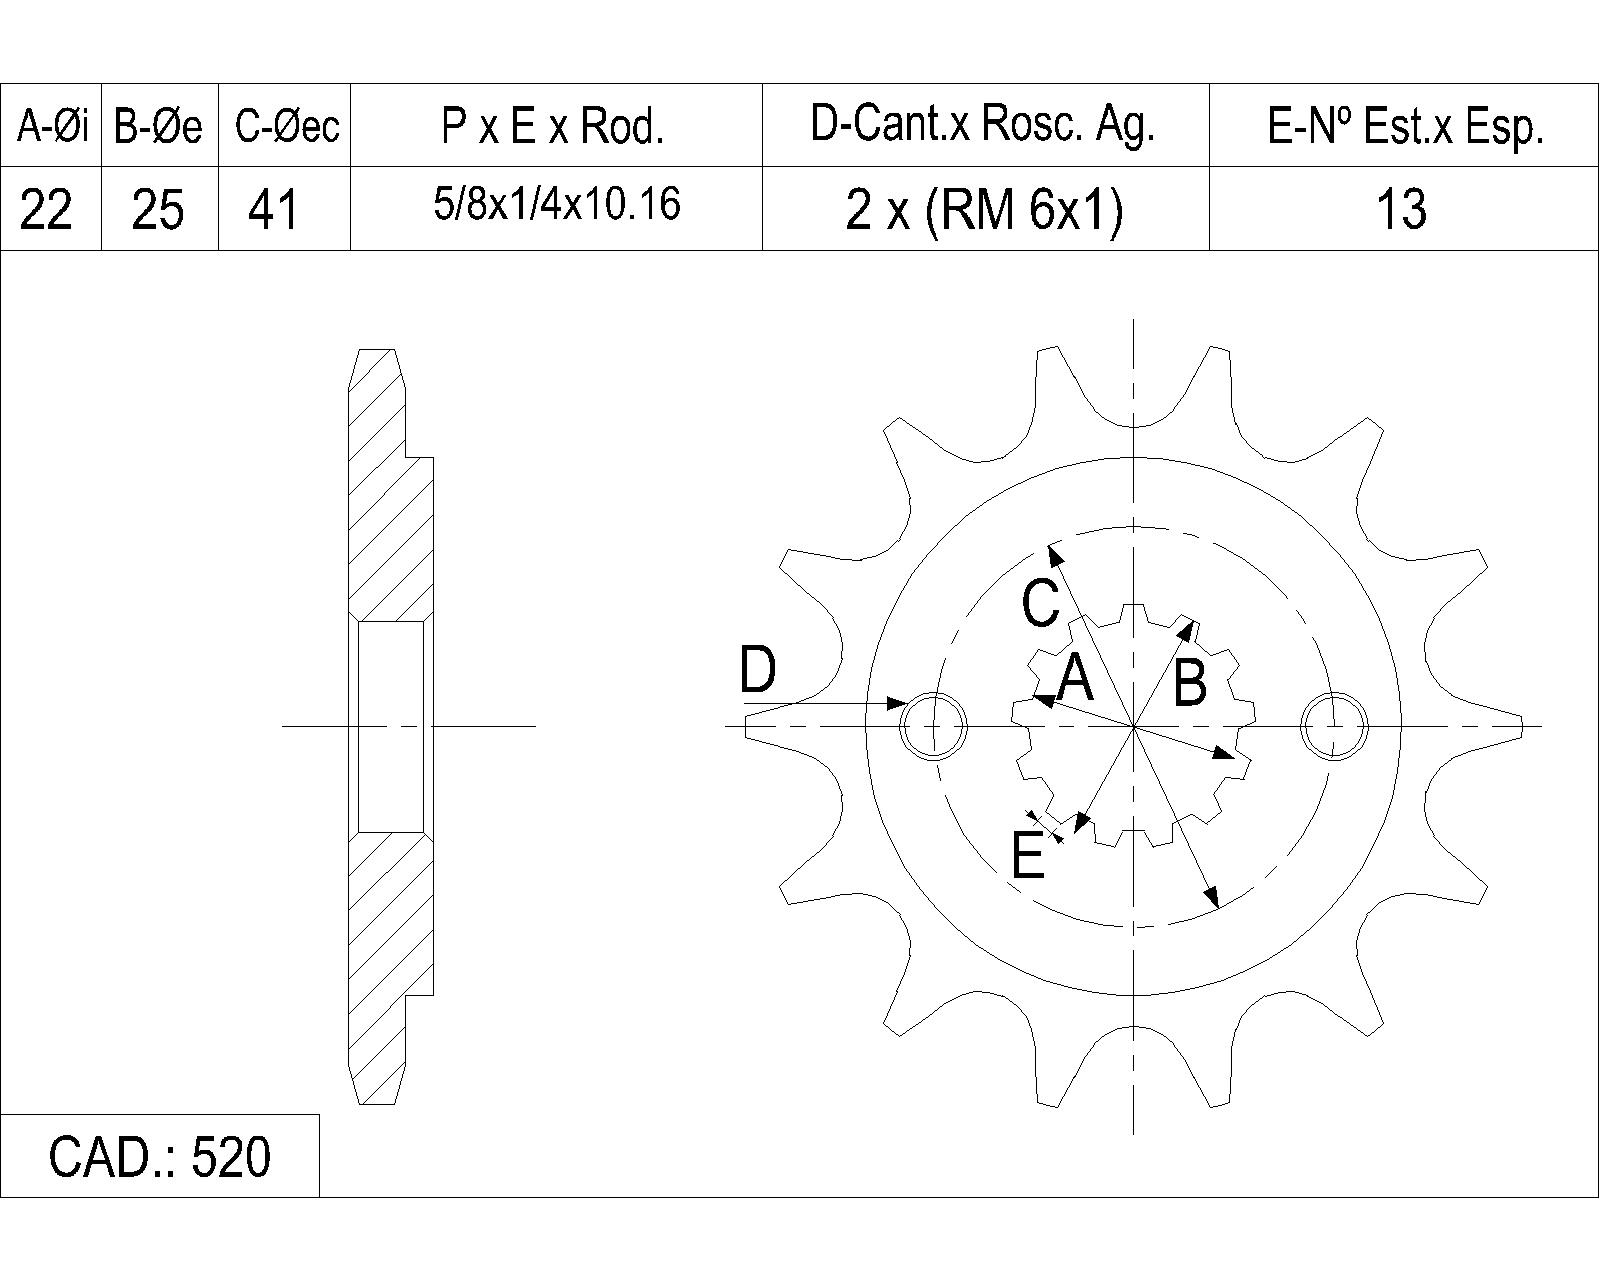 A-Øi B-Øe C-Øec P x E x Rod. D-Cant.x Rosc. Ag. E-Nº Est.x Esp.
22 25 41 5/8x1/4x10.16 2 x (RM 6x1) 13
C
D
A
B
E
CAD.: 520